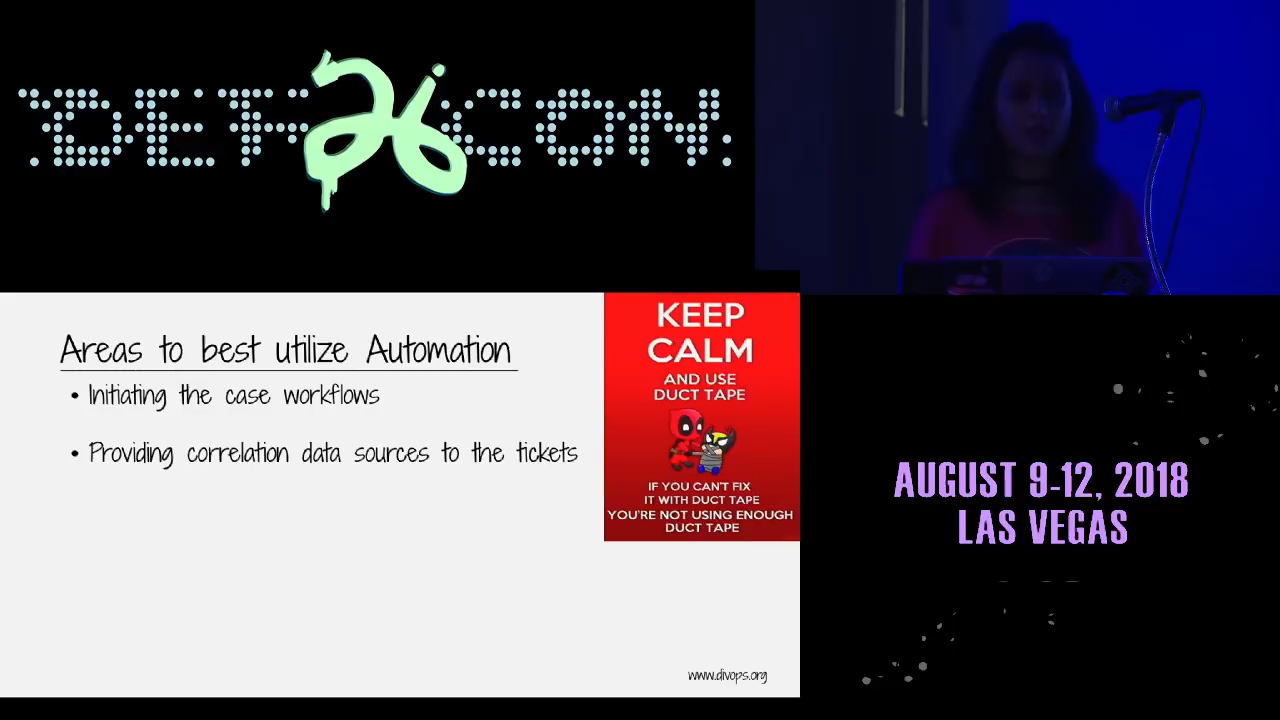 DEF 26 CON
Areas to best utilize Automation
• Initiating the case workflows
• Providing correlation data sources to the tickets
KEEP
CALM
AND USE
DUCT TAPE
IF YOU CAN'T FIX
IT WITH DUCT TAPE
YOU'RE NOT USING ENOUGH
DUCT TAPE
www.divops.org
AUGUST 9-12, 2018
LAS VEGAS